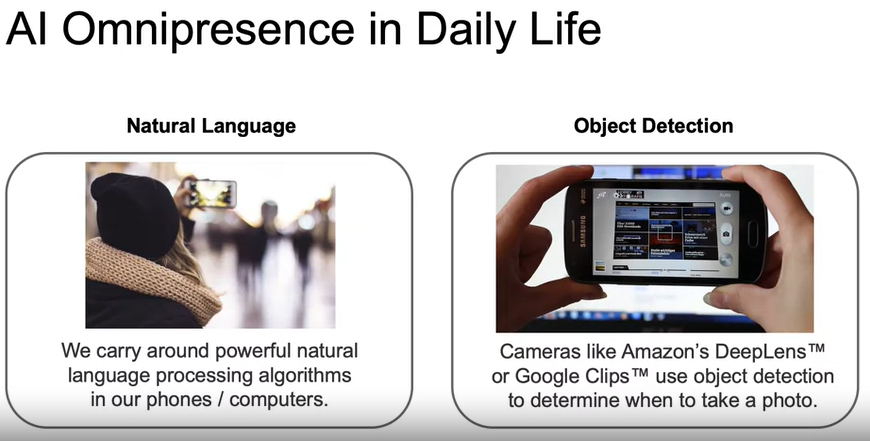 AI Omnipresence in Daily Life
Natural Language
We carry around powerful natural
language processing algorithms
in our phones / computers.
Object Detection
SAMSUNG
Cameras like Amazon's DeepLens™
or Google Clips™ use object detection
to determine when to take a photo.